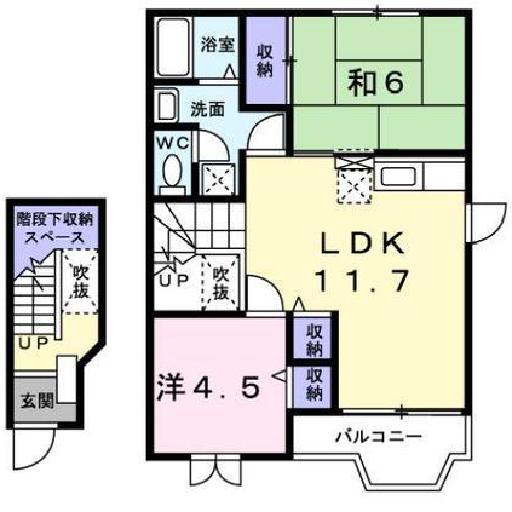 浴室
収納
和6
洗面
WC
LDK
11.7
UP
吹抜
収納
収納
洋4.5
バルコニー
階段下収納
スペース
吹抜
UP
玄関